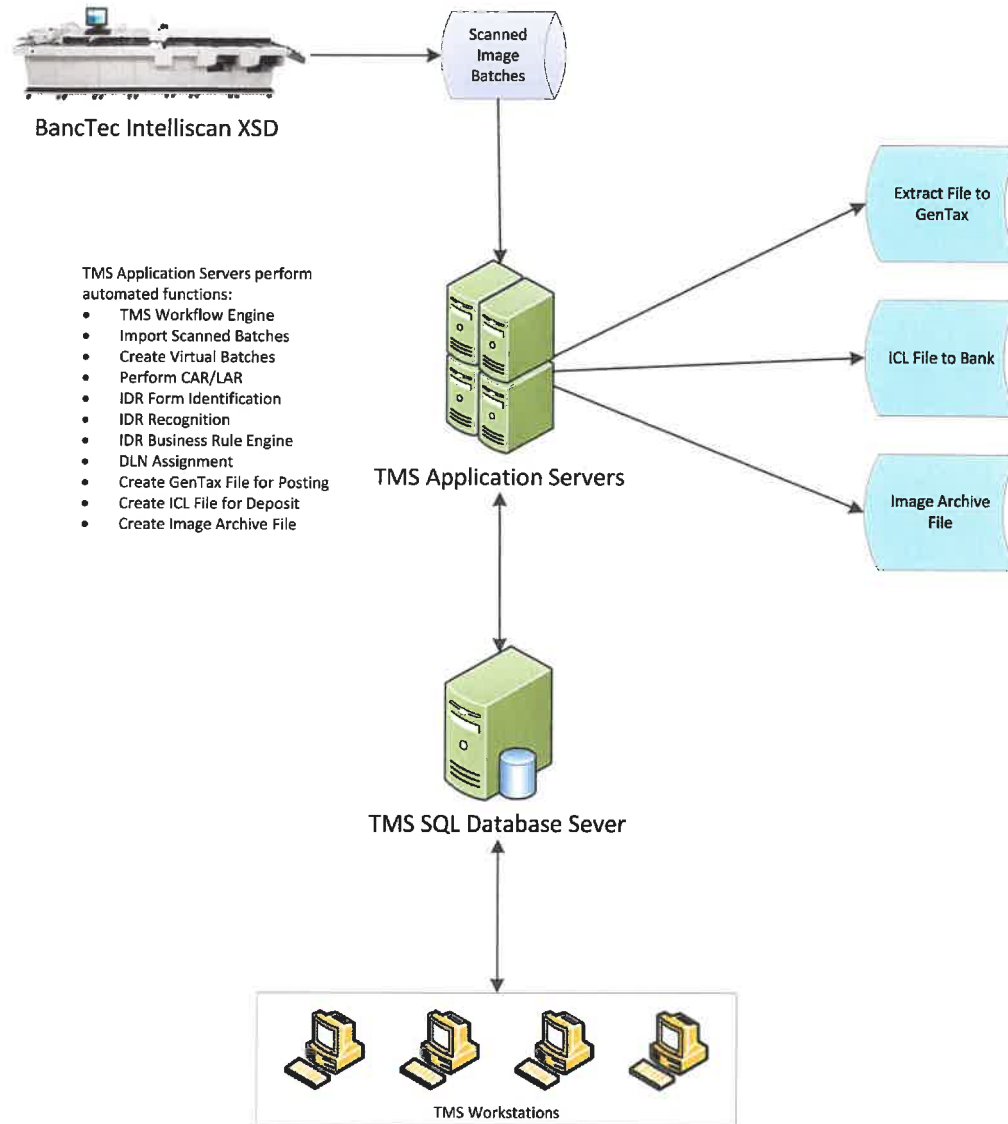 Scanned
Image
Batches
BancTec Intelliscan XSD
Extract File to
GenTax
TMS Application Servers perform
automated functions:
• TMS Workflow Engine
• Import Scanned Batches
• Create Virtual Batches
• Perform CAR/LAR
• IDR Form Identification
• IDR Recognition
• IDR Business Rule Engine
• DLN Assignment
• Create GenTax File for Posting
• Create ICL File for Deposit
• Create Image Archive File
ICL File to Bank
TMS Application Servers
Image Archive
File
TMS SQL Database Sever
TMS Workstations